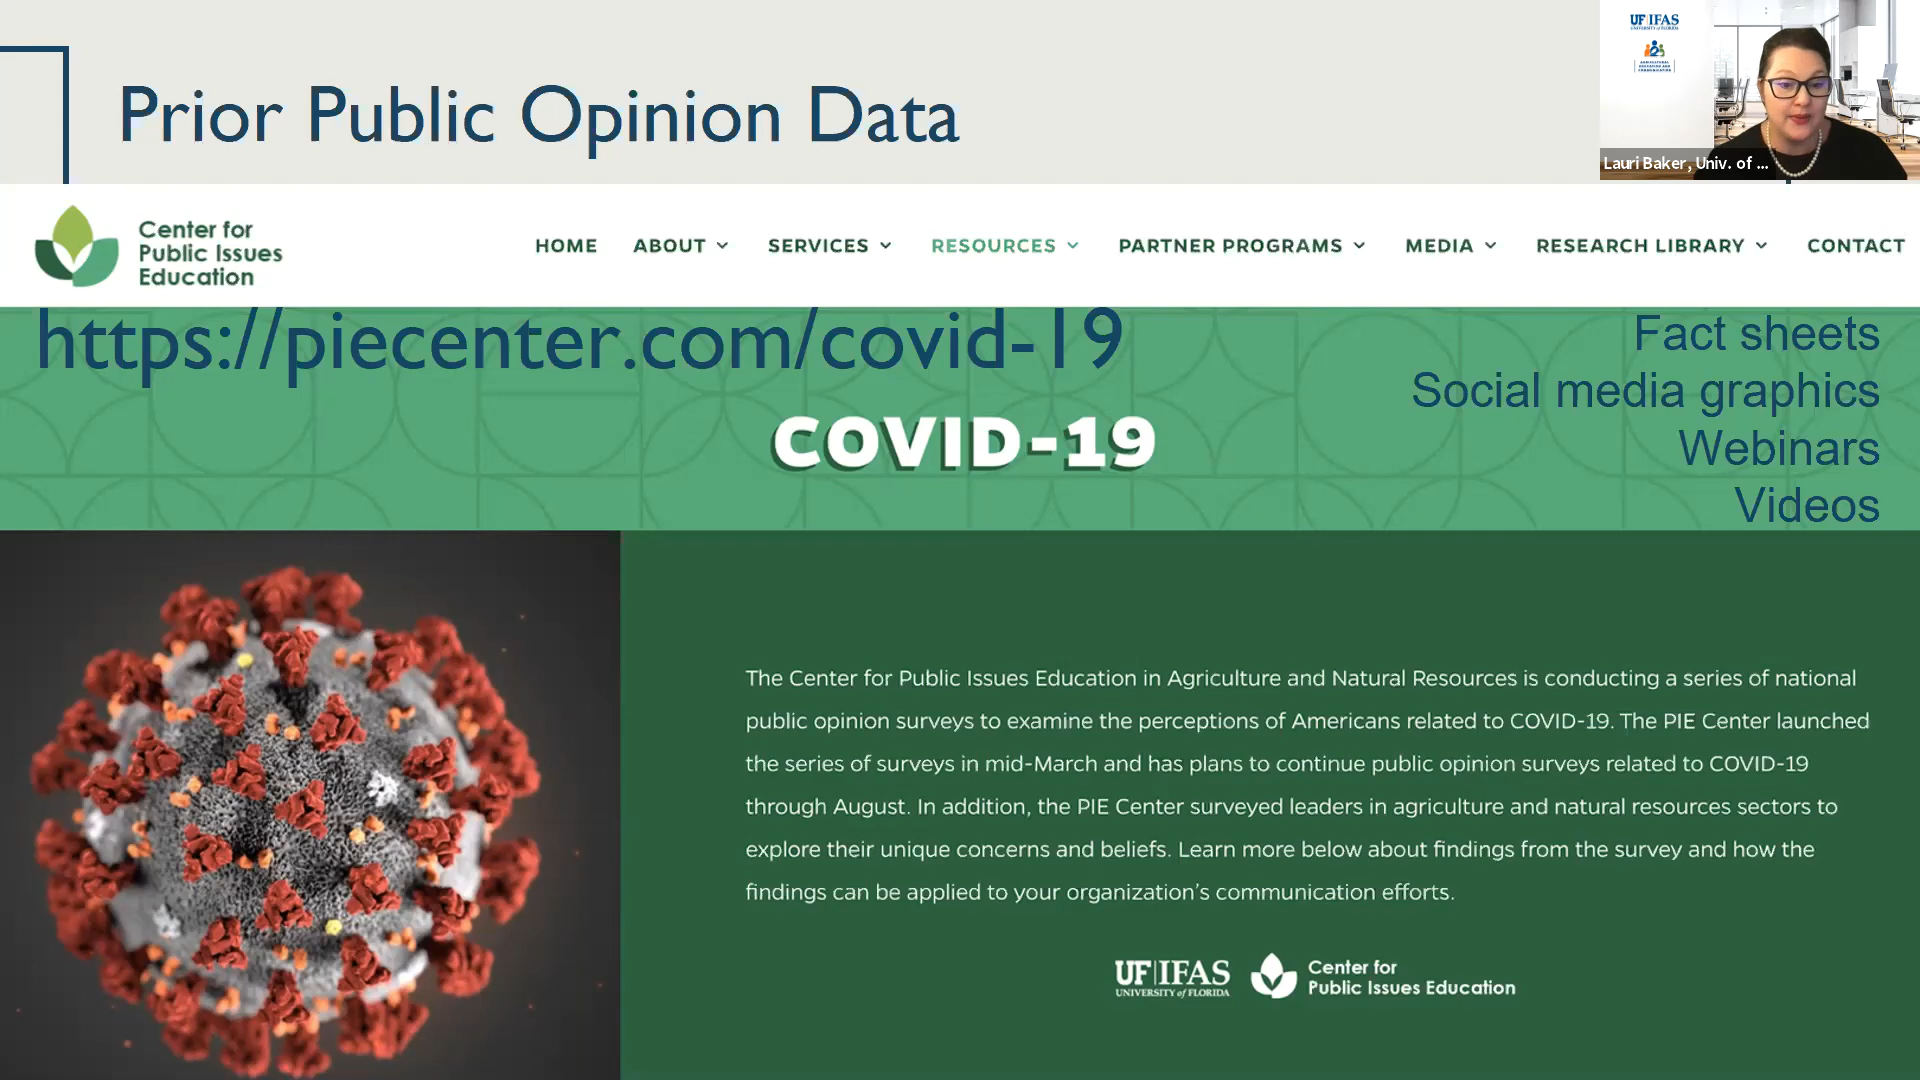 Prior Public Opinion Data
UF|IFAS
UNIVERSITY of FLORIDA
AGRICULTURAL
EDUCATION AND
COMMUNICATION
Lauri Baker, Univ. of ...
Center for
Public Issues
Education
HOME ABOUT SERVICES RESOURCES PARTNER PROGRAMS MEDIA RESEARCH LIBRARY CONTACT
https://piecenter.com/covid-19
Fact sheets
Social media graphics
Webinars
Videos
COVID-19
The Center for Public Issues Education in Agriculture and Natural Resources is conducting a series of national
public opinion surveys to examine the perceptions of Americans related to COVID-19. The PIE Center launched
the series of surveys in mid-March and has plans to continue public opinion surveys related to COVID-19
through August. In addition, the PIE Center surveyed leaders in agriculture and natural resources sectors to
explore their unique concerns and beliefs. Learn more below about findings from the survey and how the
findings can be applied to your organization's communication efforts.
UF|IFAS
UNIVERSITY of FLORIDA
Center for
Public Issues Education